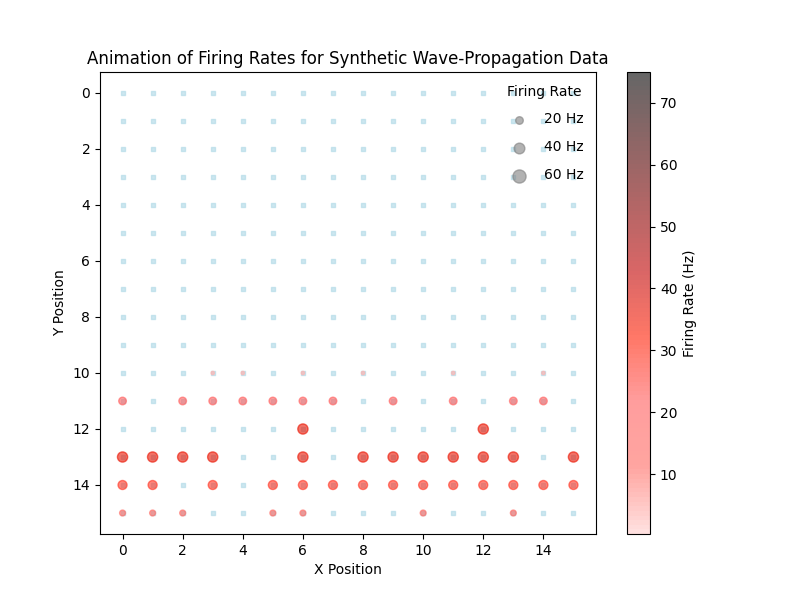 Animation of Firing Rates for Synthetic Wave-Propagation Data
Firing Rate
20 Hz
40 Hz
60 Hz
0
2
4
6
8
10
12
14
Y Position
0 2 4 6 8 10 12 14
X Position
70
60
50
40
30
20
10
Firing Rate (Hz)